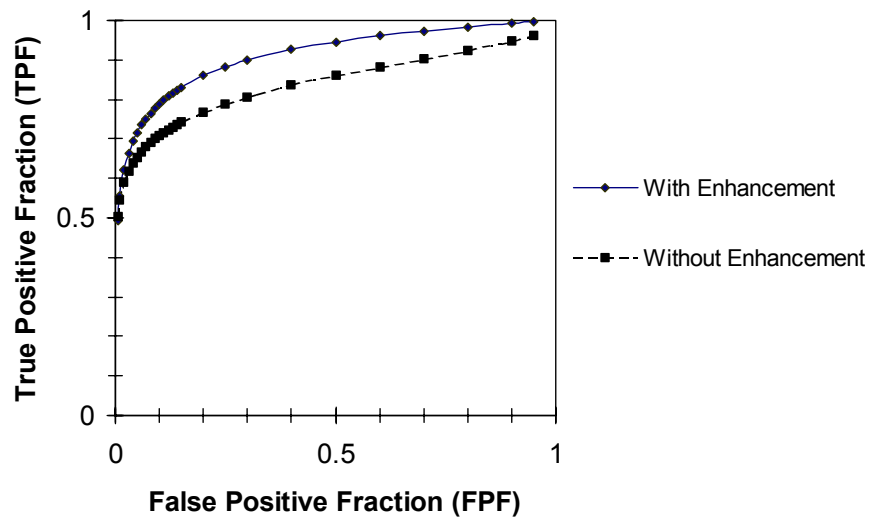 1
0.5
0
0
0.5
1
True Positive Fraction (TPF)
False Positive Fraction (FPF)
With Enhancement
Without Enhancement